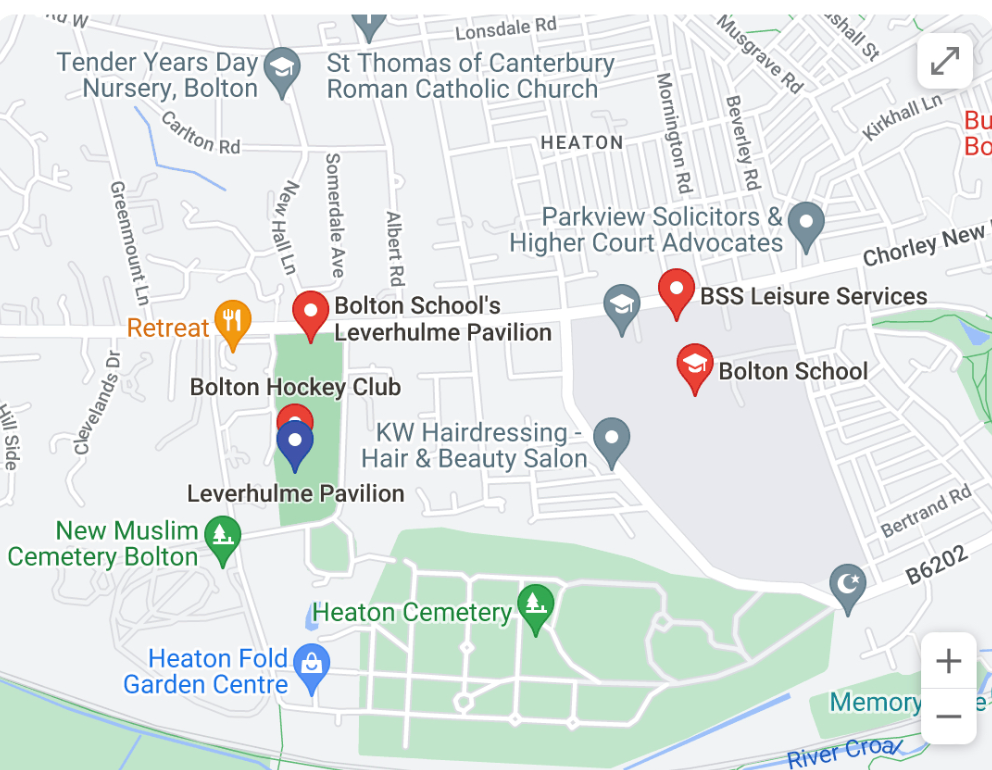 Lonsdale Rd
Musgrave Rd
Tender Years Day
Nursery, Bolton
St Thomas of Canterbury
Roman Catholic Church
Carlton Rd
HEATON
Mornington Rd
Beverley Rd
Kirkhall Ln
Greenmount Ln
New Hall Ln
Somerdale Ave
Albert Rd
Parkview Solicitors &
Higher Court Advocates
Chorley New
Retreat
Bolton School's
Leverhulme Pavilion
BSS Leisure Services
Bolton School
Bolton Hockey Club
Clevelands Dr
Hill Side
KW Hairdressing -
Hair & Beauty Salon
Leverhulme Pavilion
New Muslim
Cemetery Bolton
Bertrand Rd
B6202
Heaton Cemetery
Heaton Fold
Garden Centre
Memory
River Croal